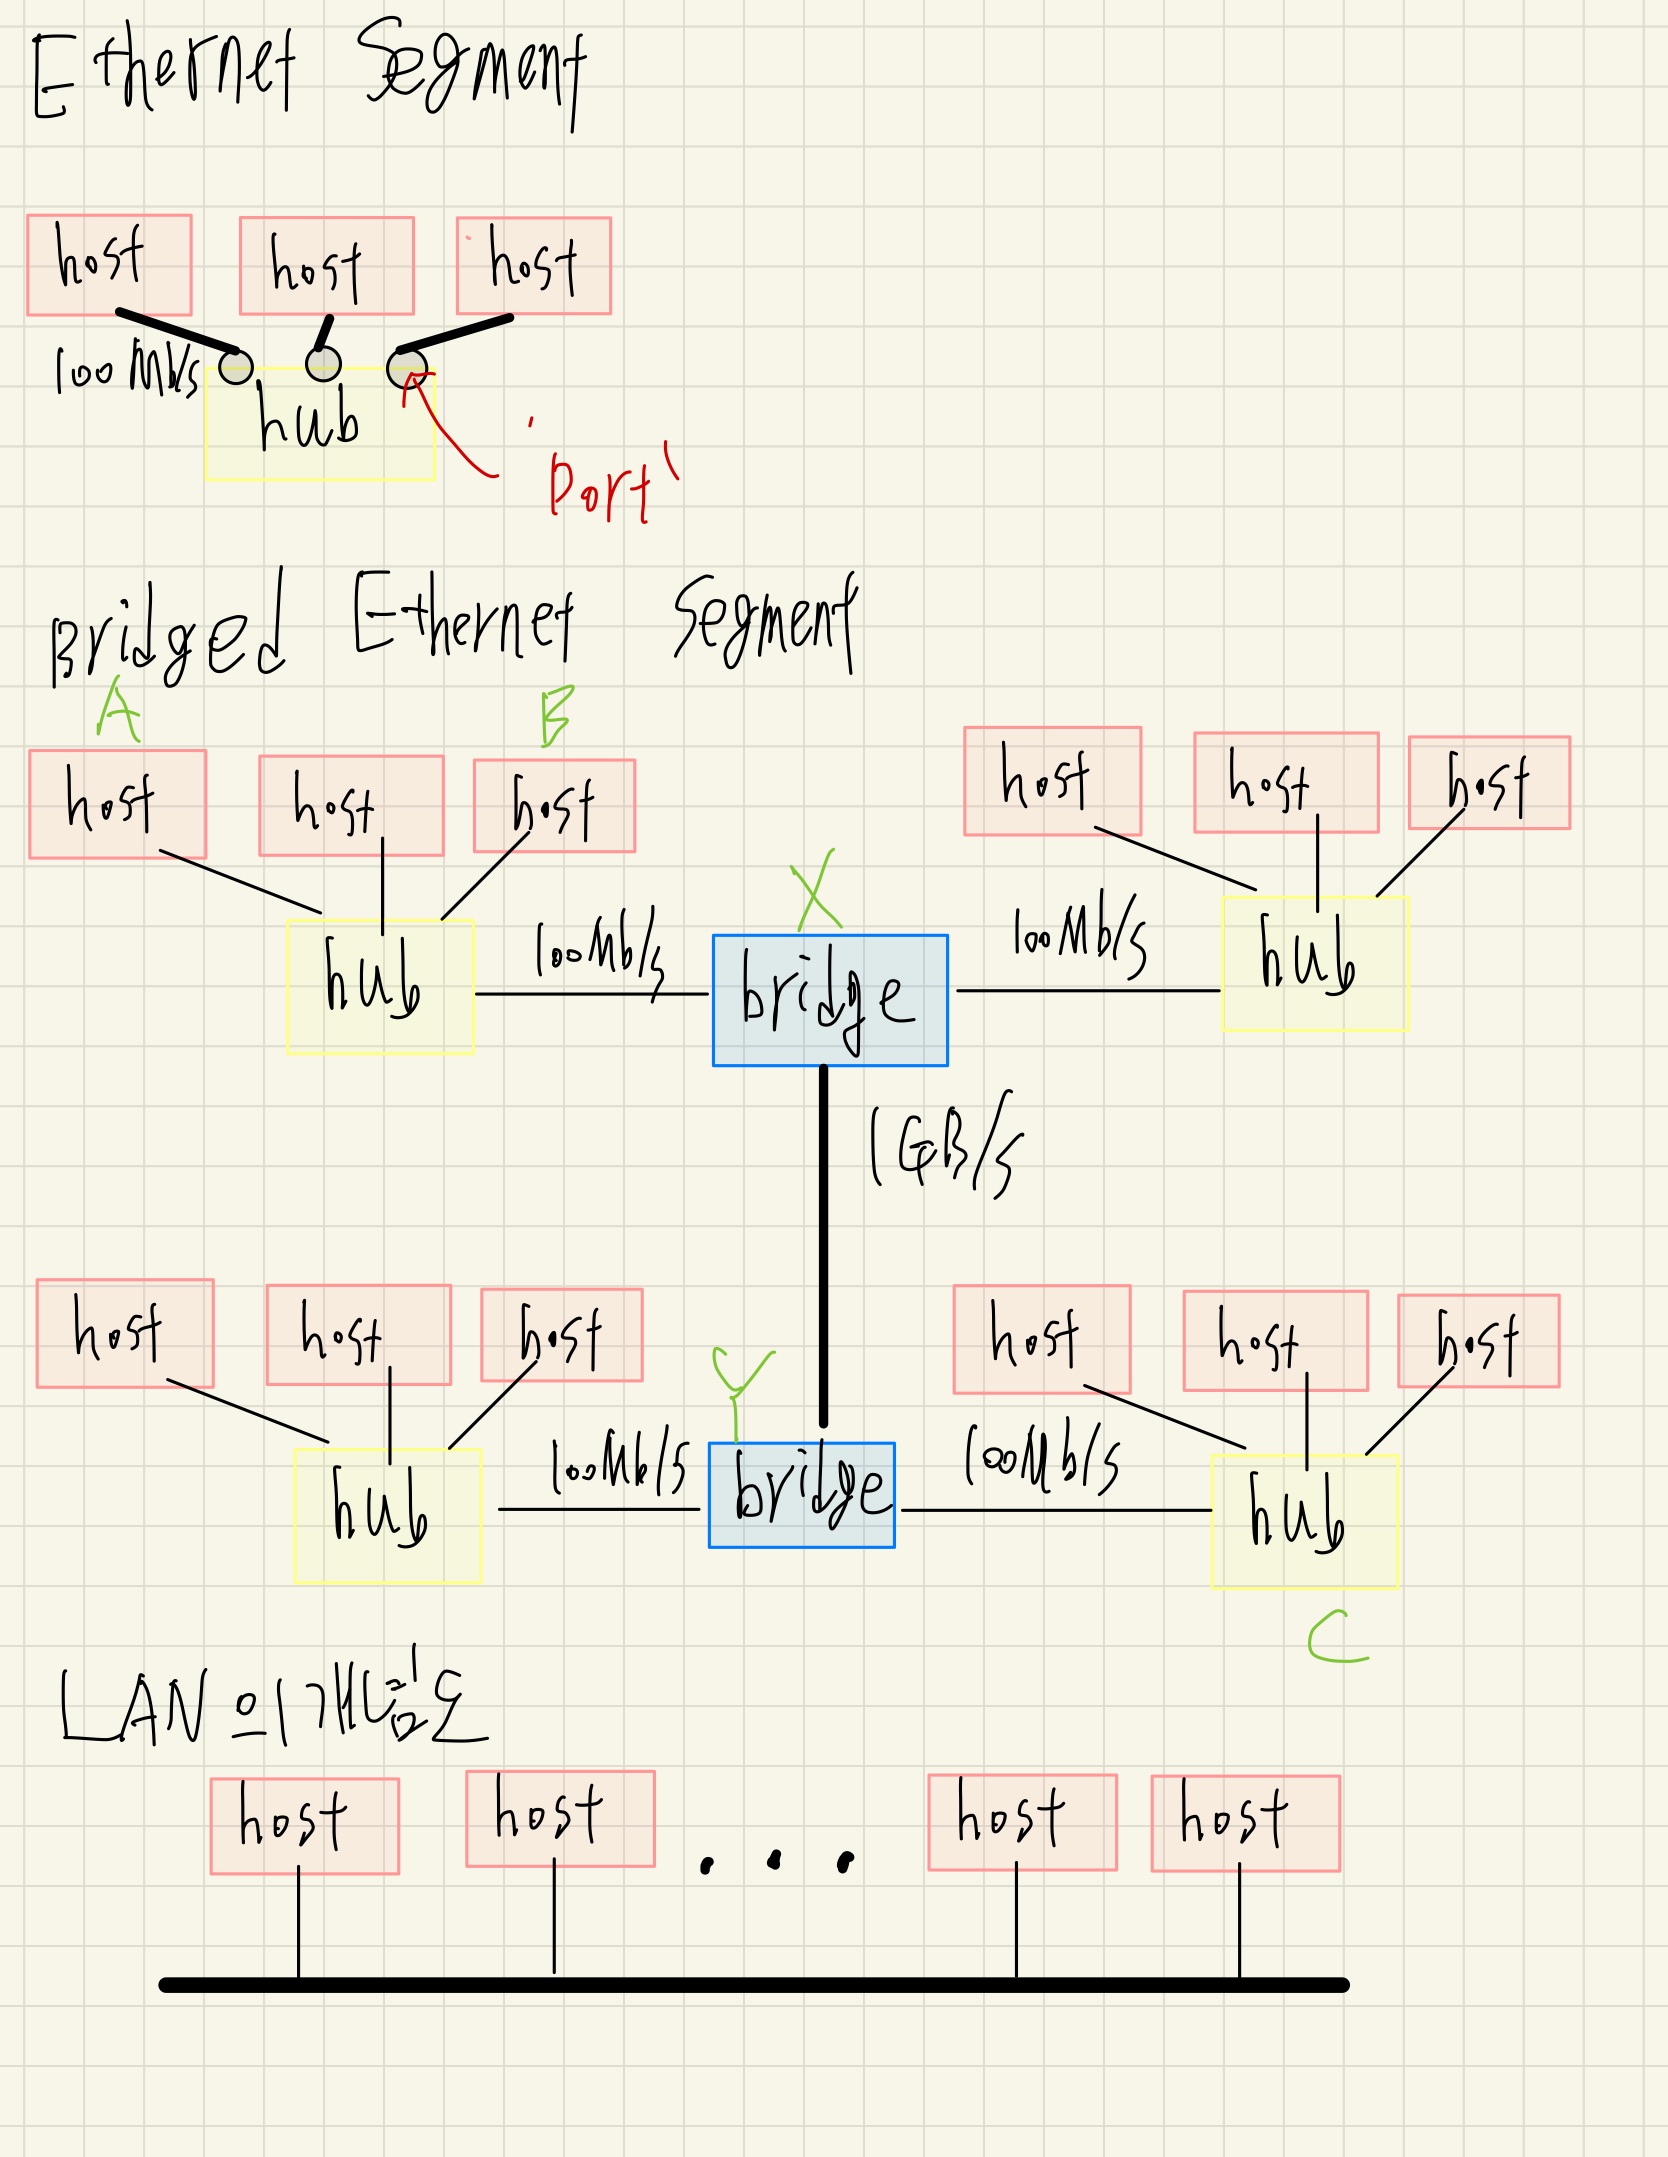 Ethernet Segment
host host host
100Mb/s
hub
'Port'
Bridged Ethernet Segment
A B
host host host host host host
X
hub 100Mb/s bridge 100Mb/s hub
1GB/s
host host host host host host
Y
hub 100Mb/s bridge 100Mb/s hub
C
LAN의 개념도
host host ... host host